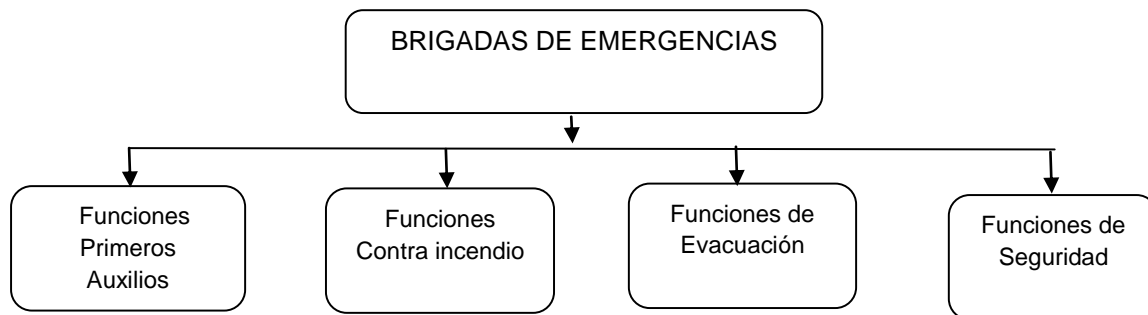 BRIGADAS DE EMERGENCIAS
Funciones
Primeros
Auxilios
Funciones
Contra incendio
Funciones de
Evacuación
Funciones de
Seguridad